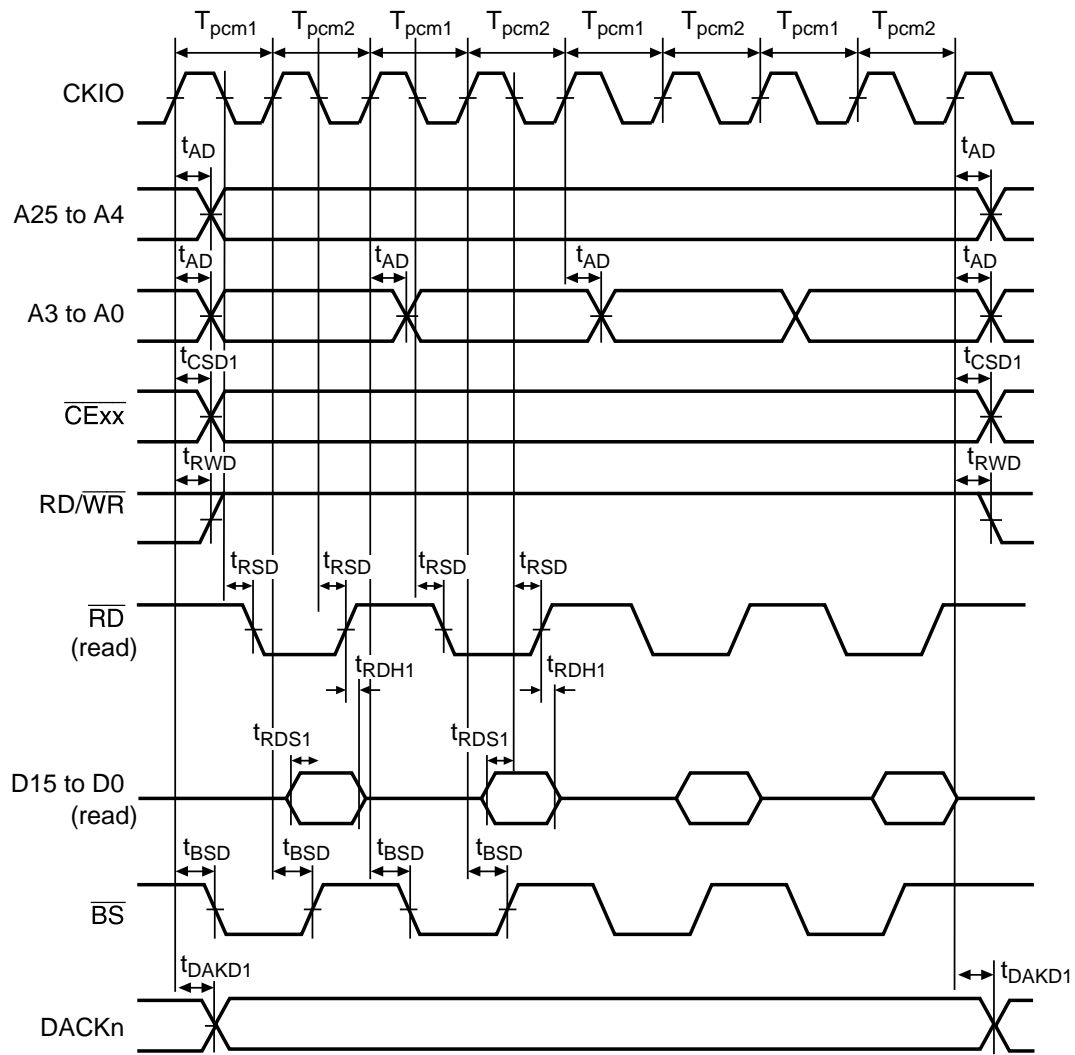 Tpcm1 Tpcm2 Tpcm1 Tpcm2 Tpcm1 Tpcm2 Tpcm1 Tpcm2
CKIO
tAD tAD
A25 to A4
tAD tAD tAD tAD
A3 to A0
tCSD1 tCSD1
CExx
tRWD tRWD
RD/WR
tRSD tRSD tRSD tRSD
RD
(read)
tRDH1 tRDH1
tRDS1 tRDS1
D15 to D0
(read)
tBSD tBSD tBSD tBSD
BS
tDAKD1 tDAKD1
DACKn